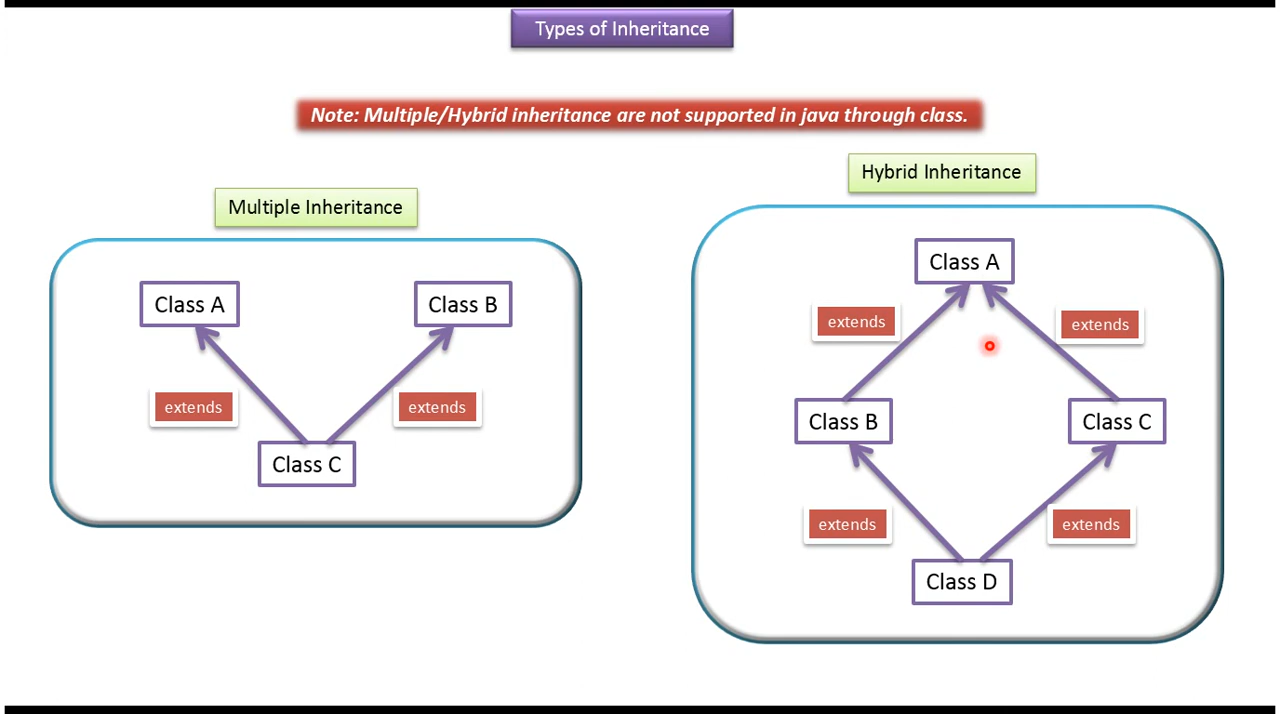 Types of Inheritance
Note: Multiple/Hybrid inheritance are not supported in java through class.
Multiple Inheritance
Class A
Class B
extends
extends
Class C
Hybrid Inheritance
Class A
extends
extends
Class B
Class C
extends
extends
Class D